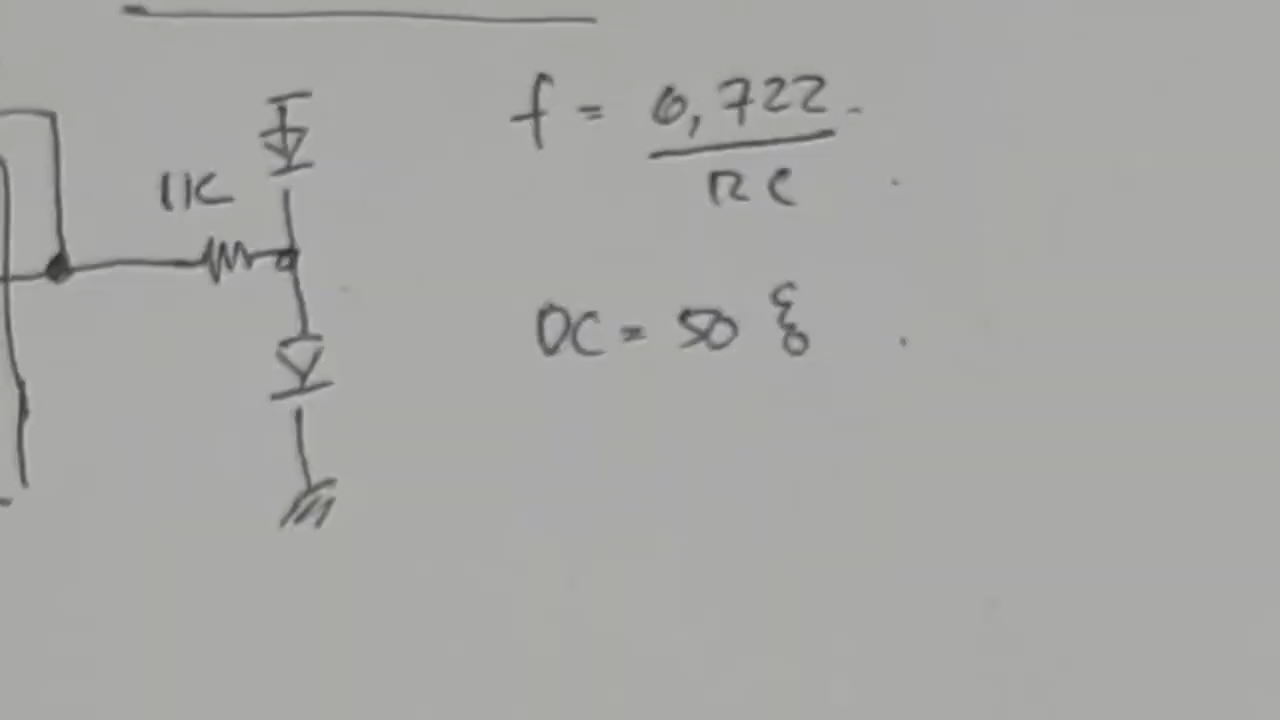 f = 0,722
RC
1K
DC = 50 %